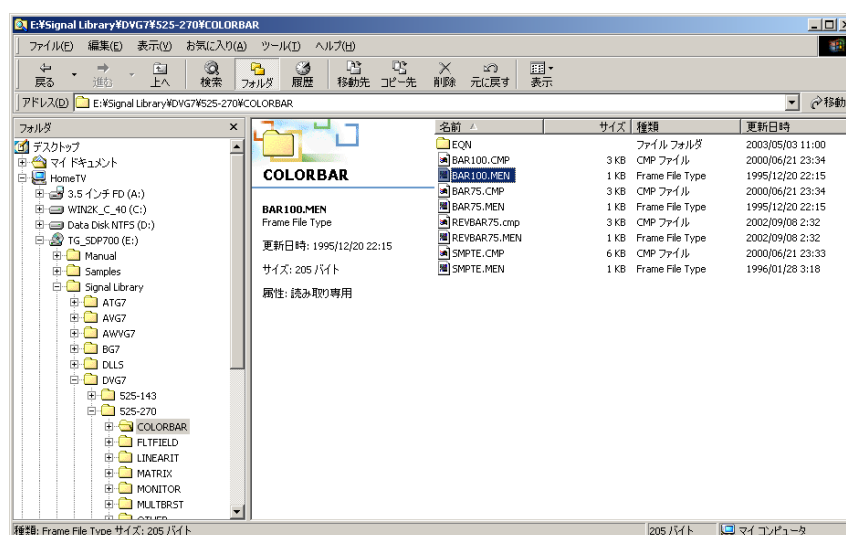 E:¥Signal Library¥DVG7¥525-270¥COLORBAR
ファイル(F) 編集(E) 表示(V) お気に入り(A) ツール(T) ヘルプ(H)
戻る 進む 上へ 検索 フォルダ 履歴 移動先 コピー先 削除 元に戻す 表示
アドレス(D) E:¥Signal Library¥DVG7¥525-270¥COLORBAR 移動
フォルダ ×
デスクトップ
マイ ドキュメント
HomeTV
3.5 インチ FD (A:)
WIN2K_C_40 (C:)
Data Disk NTFS (D:)
TG_SDP700 (E:)
Manual
Samples
Signal Library
ATG7
AVG7
AWVG7
BG7
DLLS
DVG7
525-143
525-270
COLORBAR
FLTFIELD
LINEARIT
MATRIX
MONITOR
MULTBRST
COLORBAR
BAR100.MEN
Frame File Type
更新日時: 1995/12/20 22:15
サイズ: 205 バイト
属性: 読み取り専用
名前 サイズ 種類 更新日時
EQN ファイル フォルダ 2003/05/03 11:00
BAR100.CMP 3 KB CMP ファイル 2000/06/21 23:34
BAR100.MEN 1 KB Frame File Type 1995/12/20 22:15
BAR75.CMP 3 KB CMP ファイル 2000/06/21 23:34
BAR75.MEN 1 KB Frame File Type 1995/12/20 22:15
REVBAR75.cmp 3 KB CMP ファイル 2002/09/08 2:32
REVBAR75.MEN 1 KB Frame File Type 2002/09/08 2:32
SMPTE.CMP 6 KB CMP ファイル 2000/06/21 23:33
SMPTE.MEN 1 KB Frame File Type 1996/01/28 3:18
種類: Frame File Type サイズ: 205 バイト 205 バイト マイ コンピュータ